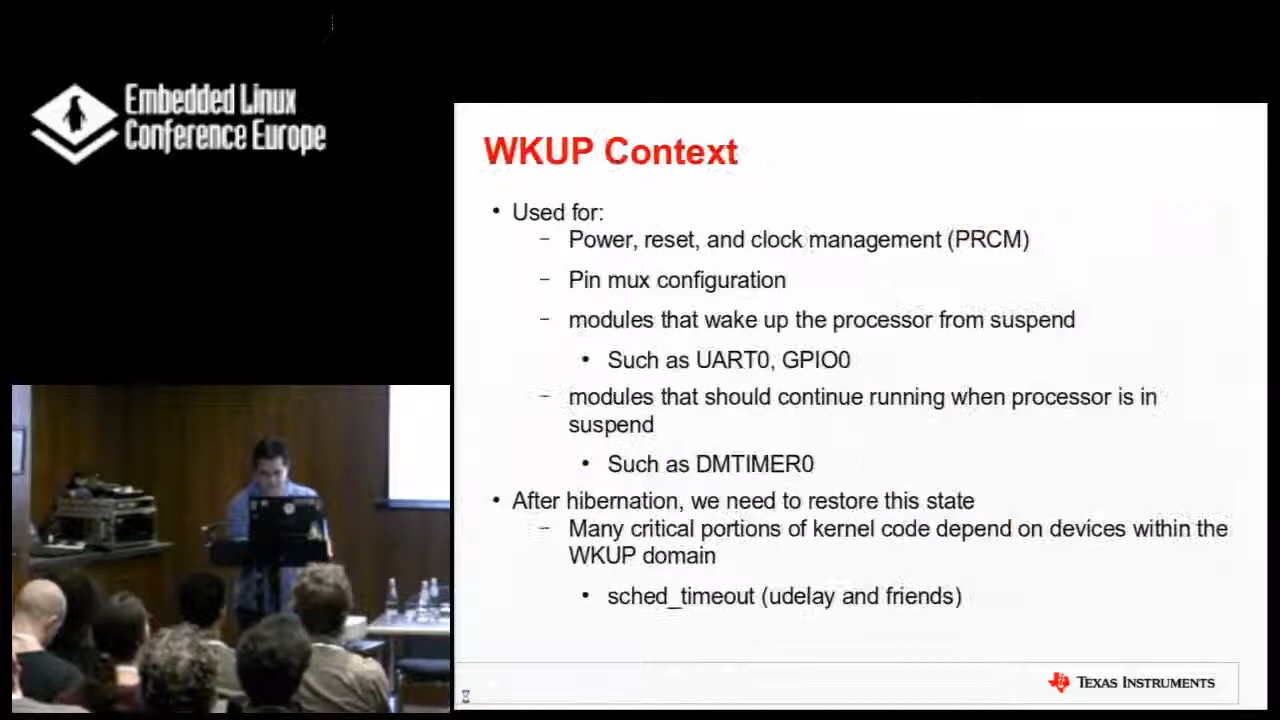 Embedded Linux
Conference Europe
WKUP Context
• Used for:
– Power, reset, and clock management (PRCM)
– Pin mux configuration
– modules that wake up the processor from suspend
• Such as UART0, GPIO0
– modules that should continue running when processor is in
suspend
• Such as DMTIMER0
• After hibernation, we need to restore this state
– Many critical portions of kernel code depend on devices within the
WKUP domain
• sched_timeout (udelay and friends)
TEXAS INSTRUMENTS